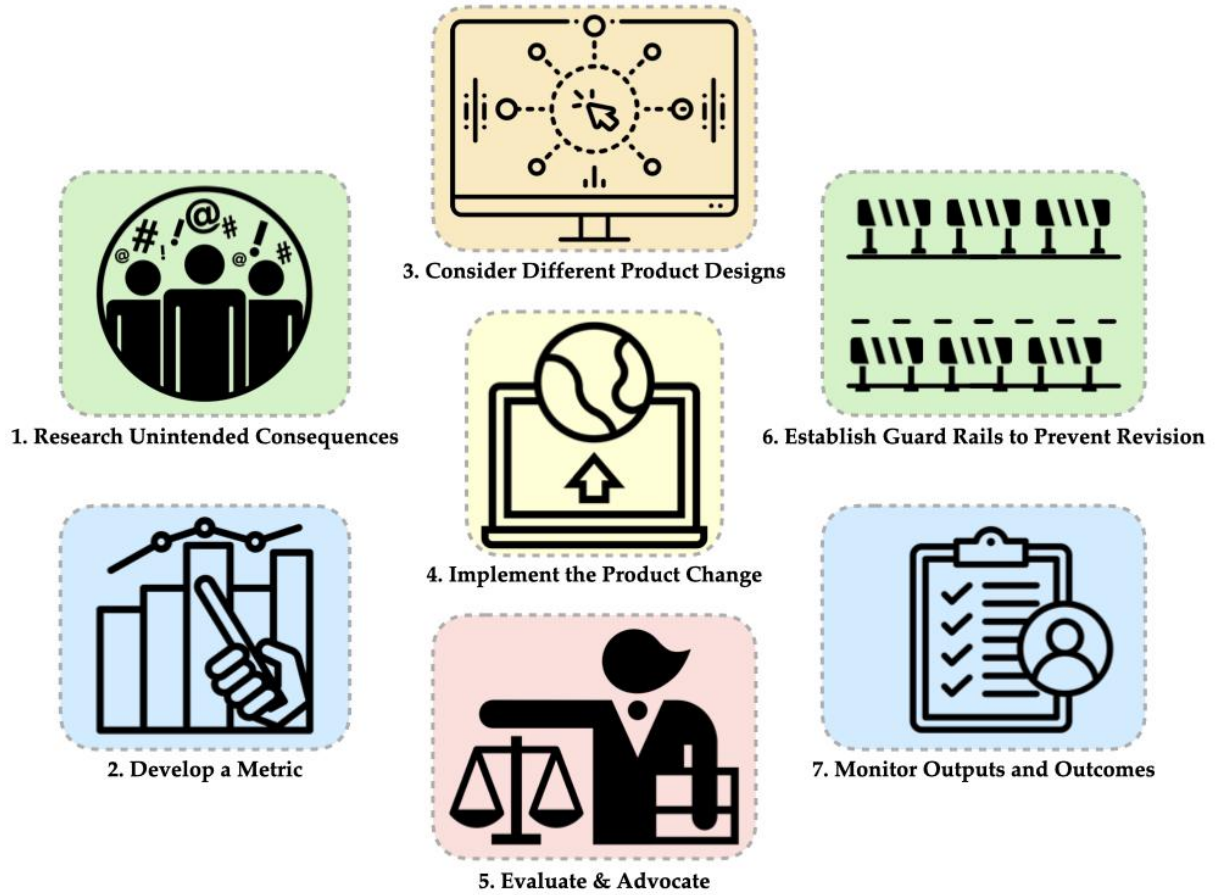 1. Research Unintended Consequences
2. Develop a Metric
3. Consider Different Product Designs
4. Implement the Product Change
5. Evaluate & Advocate
6. Establish Guard Rails to Prevent Revision
7. Monitor Outputs and Outcomes